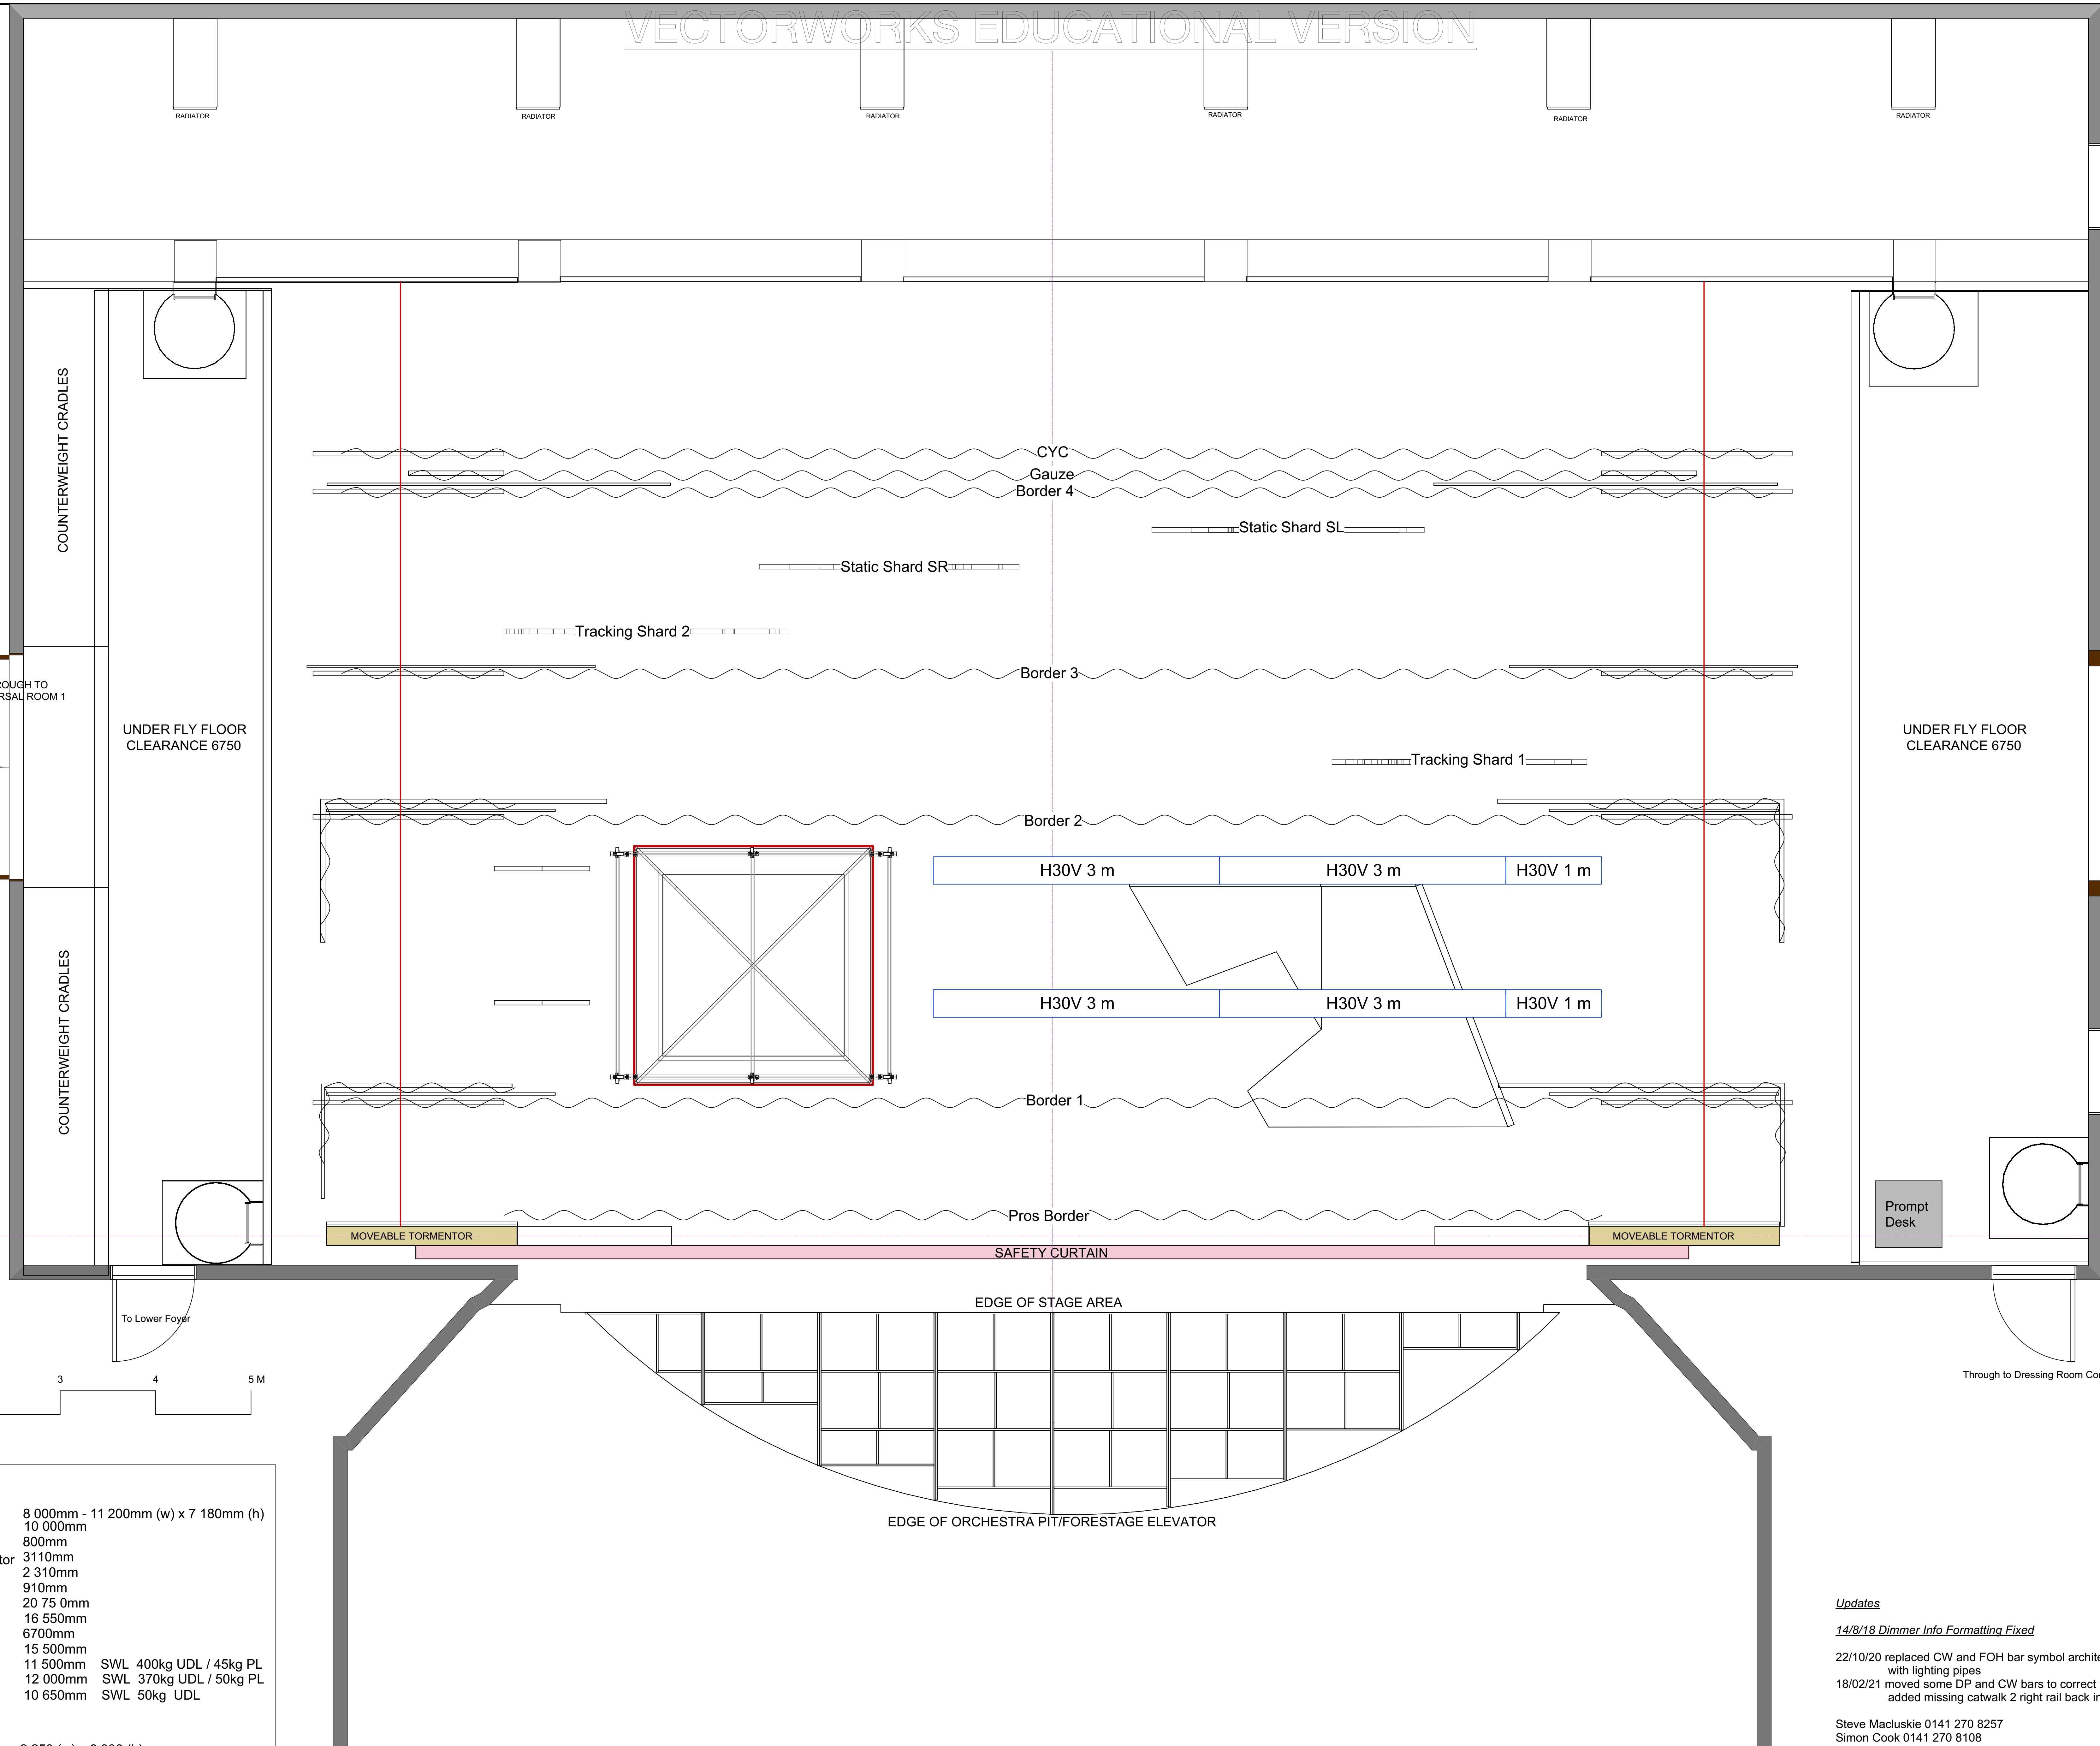 VECTORWORKS EDUCATIONAL VERSION
RADIATOR
RADIATOR
RADIATOR
RADIATOR
RADIATOR
RADIATOR
COUNTERWEIGHT CRADLES
CYC
Gauze
Border 4
Static Shard SL
Static Shard SR
Tracking Shard 2
Border 3
ROUGH TO
RSAL ROOM 1
UNDER FLY FLOOR
CLEARANCE 6750
UNDER FLY FLOOR
CLEARANCE 6750
Tracking Shard 1
Border 2
H30V 3 m
H30V 3 m
H30V 1 m
COUNTERWEIGHT CRADLES
H30V 3 m
H30V 3 m
H30V 1 m
Border 1
Prompt
Desk
Pros Border
MOVEABLE TORMENTOR
MOVEABLE TORMENTOR
SAFETY CURTAIN
EDGE OF STAGE AREA
To Lower Foyer
3 4 5 M
Through to Dressing Room Cor
EDGE OF ORCHESTRA PIT/FORESTAGE ELEVATOR
8 000mm - 11 200mm (w) x 7 180mm (h)
10 000mm
800mm
tor 3110mm
2 310mm
910mm
20 75 0mm
16 550mm
6700mm
15 500mm
11 500mm SWL 400kg UDL / 45kg PL
12 000mm SWL 370kg UDL / 50kg PL
10 650mm SWL 50kg UDL
Updates
14/8/18 Dimmer Info Formatting Fixed
22/10/20 replaced CW and FOH bar symbol archite
with lighting pipes
18/02/21 moved some DP and CW bars to correct
added missing catwalk 2 right rail back in
Steve Macluskie 0141 270 8257
Simon Cook 0141 270 8108